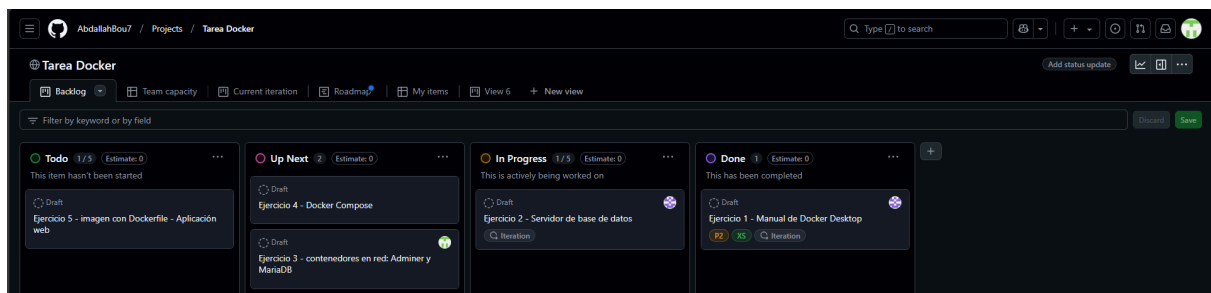 AbdallahBou7 / Projects / Tarea Docker
Type / to search
Tarea Docker
Add status update
Backlog
Team capacity
Current iteration
Roadmap
My items
View 6
+ New view
Filter by keyword or by field
Discard
Save
Todo 1 / 5 Estimate: 0
This item hasn't been started
Draft
Ejercicio 5 - imagen con Dockerfile - Aplicación
web
Up Next 2 Estimate: 0
Draft
Ejercicio 4 - Docker Compose
Draft
Ejercicio 3 - contenedores en red: Adminer y
MariaDB
In Progress 1 / 5 Estimate: 0
This is actively being worked on
Draft
Ejercicio 2 - Servidor de base de datos
Iteration
Done 1 Estimate: 0
This has been completed
Draft
Ejercicio 1 - Manual de Docker Desktop
P2 XS Iteration